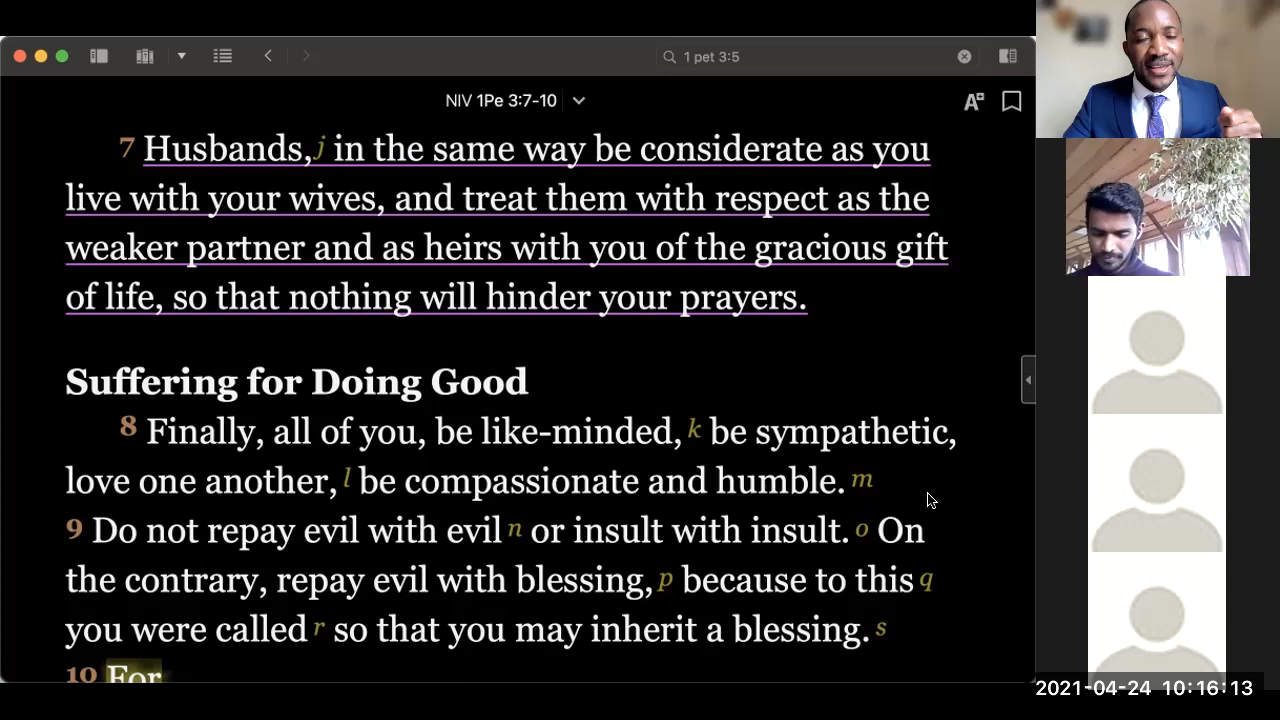 1 pet 3:5
NIV 1Pe 3:7-10
A
7 Husbands, j in the same way be considerate as you
live with your wives, and treat them with respect as the
weaker partner and as heirs with you of the gracious gift
of life, so that nothing will hinder your prayers.
Suffering for Doing Good
8 Finally, all of you, be like-minded, k be sympathetic,
love one another, l be compassionate and humble. m
9 Do not repay evil with evil n or insult with insult. o On
the contrary, repay evil with blessing, p because to this q
you were called r so that you may inherit a blessing. s
10 For
2021-04-24 10:16:13